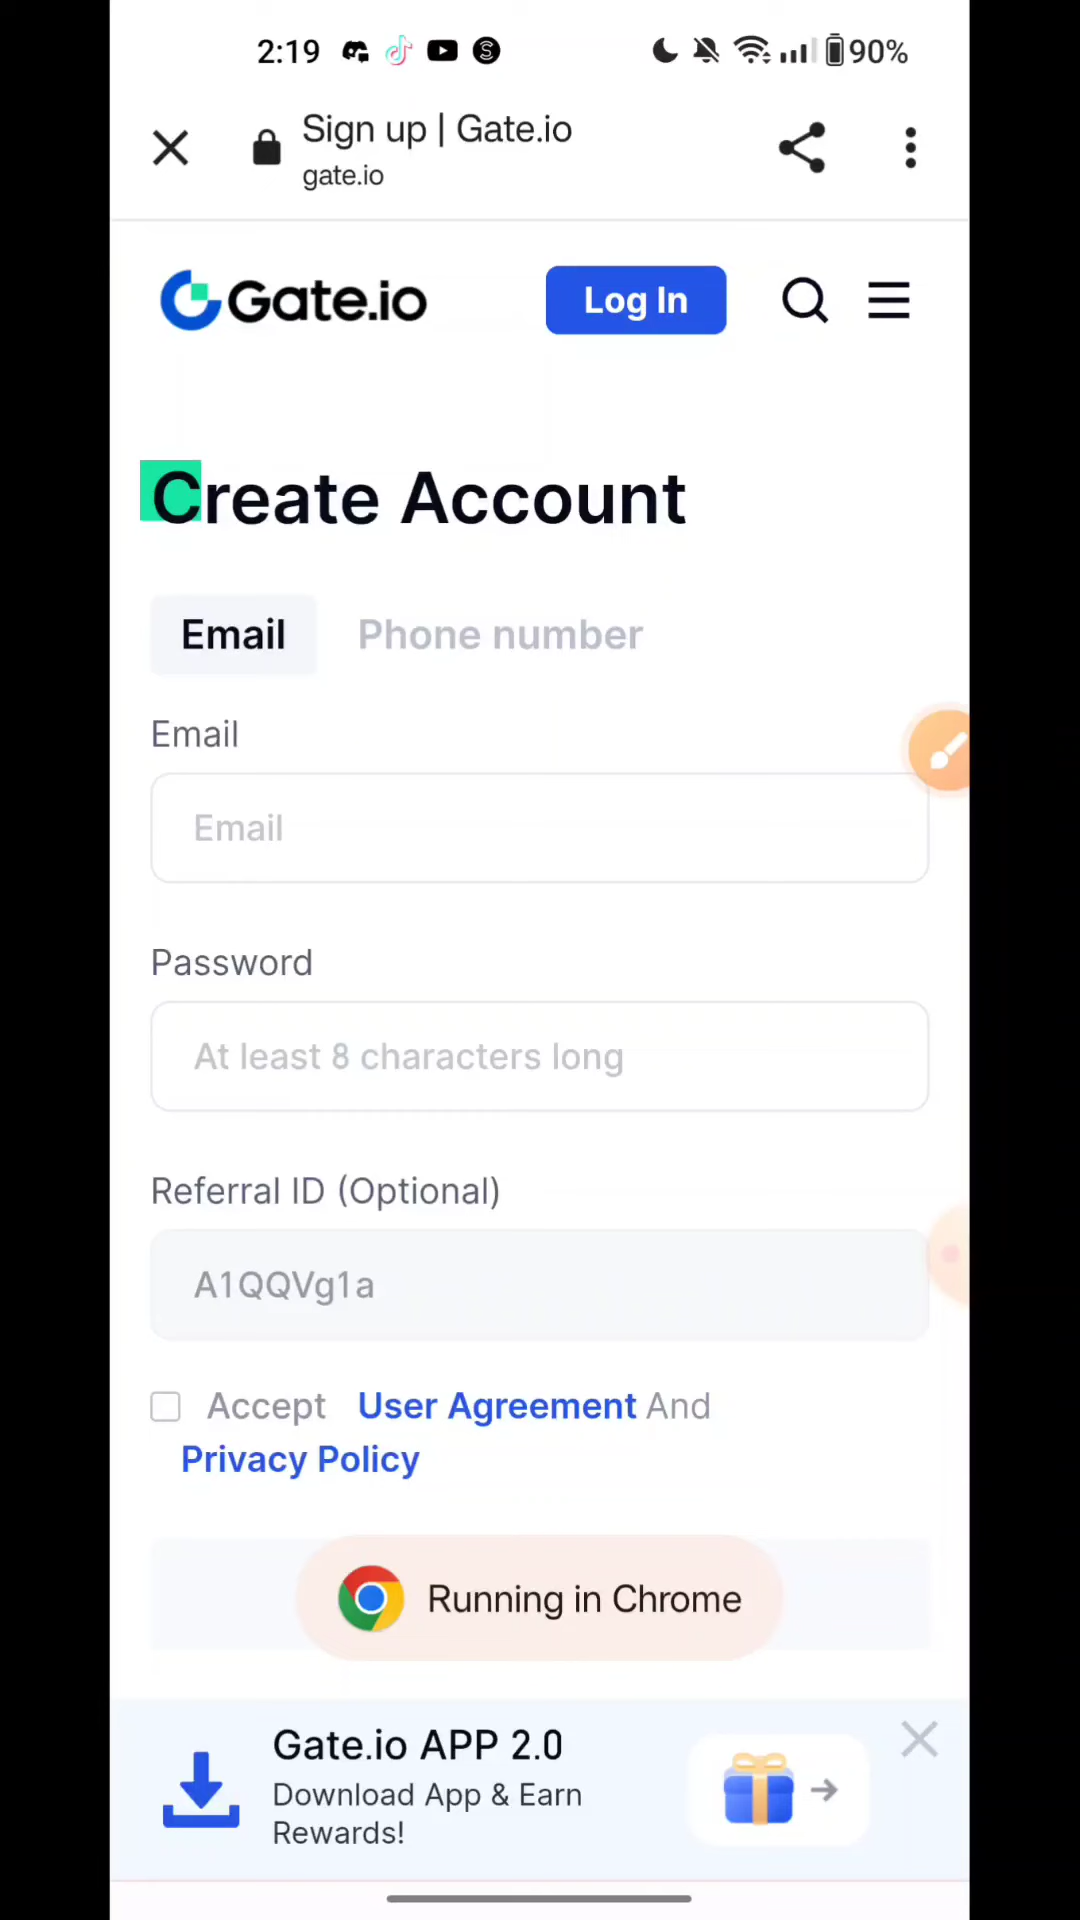 2:19
90%
Sign up | Gate.io
gate.io
Gate.io
Log In
Create Account
Email
Phone number
Email
Email
Password
At least 8 characters long
Referral ID (Optional)
A1QQVg1a
Accept User Agreement And
Privacy Policy
Running in Chrome
Gate.io APP 2.0
Download App & Earn
Rewards!